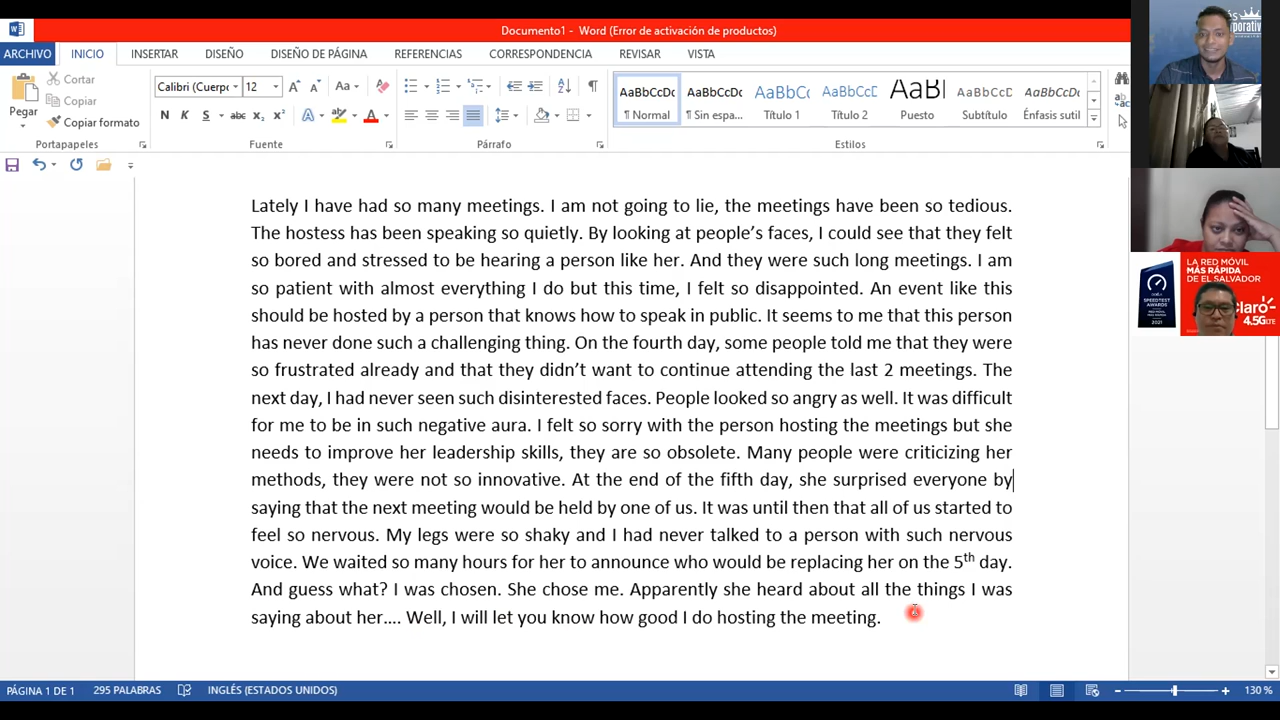 Documento1 - Word (Error de activación de productos)
ARCHIVO INICIO INSERTAR DISEÑO DISEÑO DE PÁGINA REFERENCIAS CORRESPONDENCIA REVISAR VISTA
Pegar
Cortar
Copiar
Copiar formato
Portapapeles
Calibri (Cuerpo 12
N K S abc x₂ x²
Fuente
Párrafo
AaBbCcDc AaBbCcDc AaBbCc AaBbCcD AaBl AaBbCcD AaBbCcDc
¶ Normal ¶ Sin espa... Título 1 Título 2 Puesto Subtítulo Énfasis sutil
Estilos
Lately I have had so many meetings. I am not going to lie, the meetings have been so tedious.
The hostess has been speaking so quietly. By looking at people’s faces, I could see that they felt
so bored and stressed to be hearing a person like her. And they were such long meetings. I am
so patient with almost everything I do but this time, I felt so disappointed. An event like this
should be hosted by a person that knows how to speak in public. It seems to me that this person
has never done such a challenging thing. On the fourth day, some people told me that they were
so frustrated already and that they didn’t want to continue attending the last 2 meetings. The
next day, I had never seen such disinterested faces. People looked so angry as well. It was difficult
for me to be in such negative aura. I felt so sorry with the person hosting the meetings but she
needs to improve her leadership skills, they are so obsolete. Many people were criticizing her
methods, they were not so innovative. At the end of the fifth day, she surprised everyone by
saying that the next meeting would be held by one of us. It was until then that all of us started to
feel so nervous. My legs were so shaky and I had never talked to a person with such nervous
voice. We waited so many hours for her to announce who would be replacing her on the 5th day.
And guess what? I was chosen. She chose me. Apparently she heard about all the things I was
saying about her.... Well, I will let you know how good I do hosting the meeting.
PÁGINA 1 DE 1 295 PALABRAS INGLÉS (ESTADOS UNIDOS) 130 %
LA RED MÓVIL
MÁS RÁPIDA
DE EL SALVADOR
SPEEDTEST
AWARDS
2021
Claro
4.5G LTE